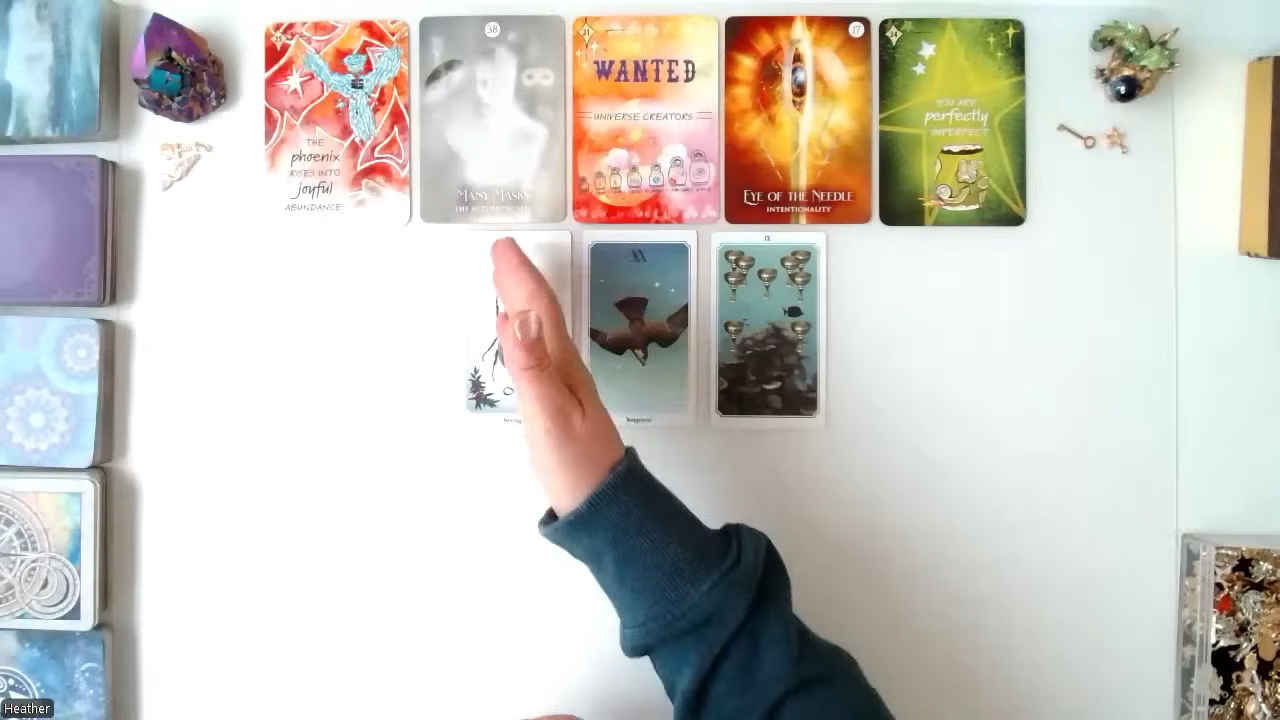 THE
phoenix
RISES INTO
joyful
ABUNDANCE
38
MANY MASKS
WANTED
UNIVERSE CREATORS
17
EYE OF THE NEEDLE
INTENTIONALITY
YOU ARE
perfectly
IMPERFECT
XX
Judgement
IX
Heather